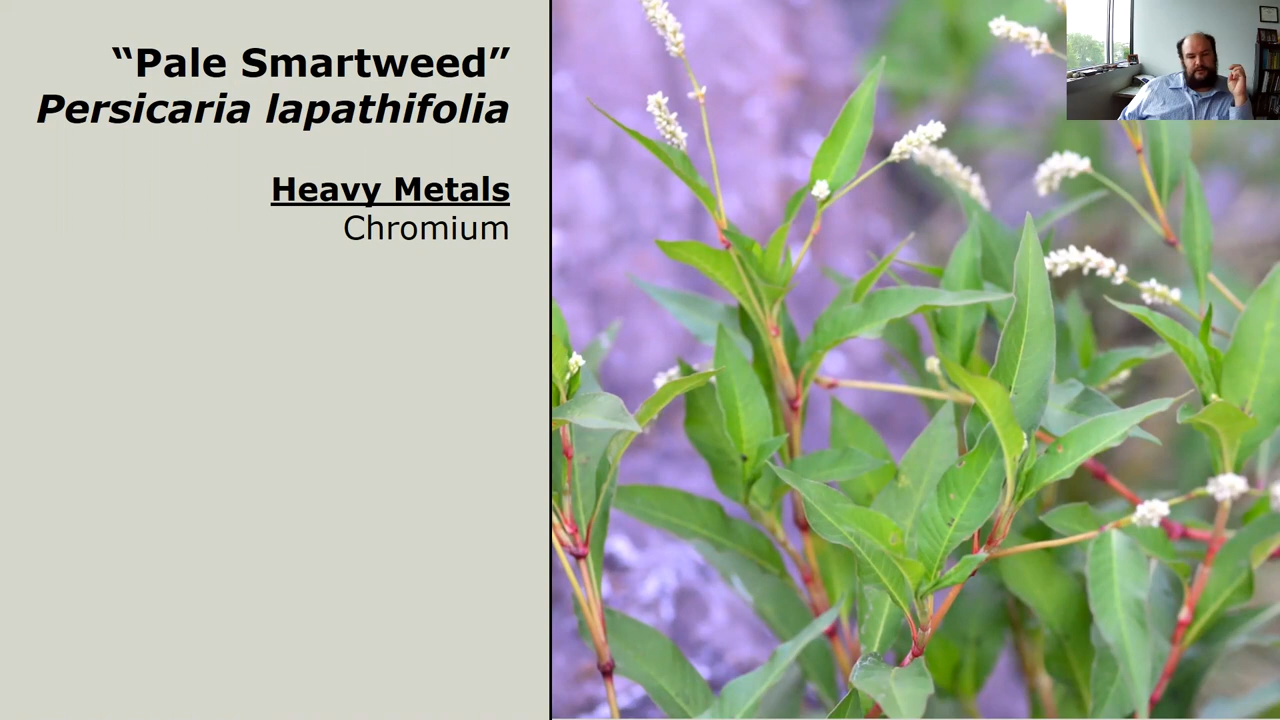 “Pale Smartweed”
Persicaria lapathifolia
Heavy Metals
Chromium